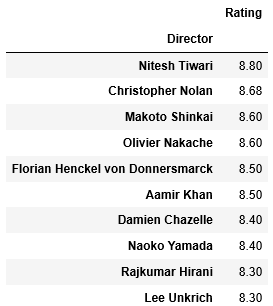 Rating
Director
Nitesh Tiwari 8.80
Christopher Nolan 8.68
Makoto Shinkai 8.60
Olivier Nakache 8.60
Florian Henckel von Donnersmarck 8.50
Aamir Khan 8.50
Damien Chazelle 8.40
Naoko Yamada 8.40
Rajkumar Hirani 8.30
Lee Unkrich 8.30